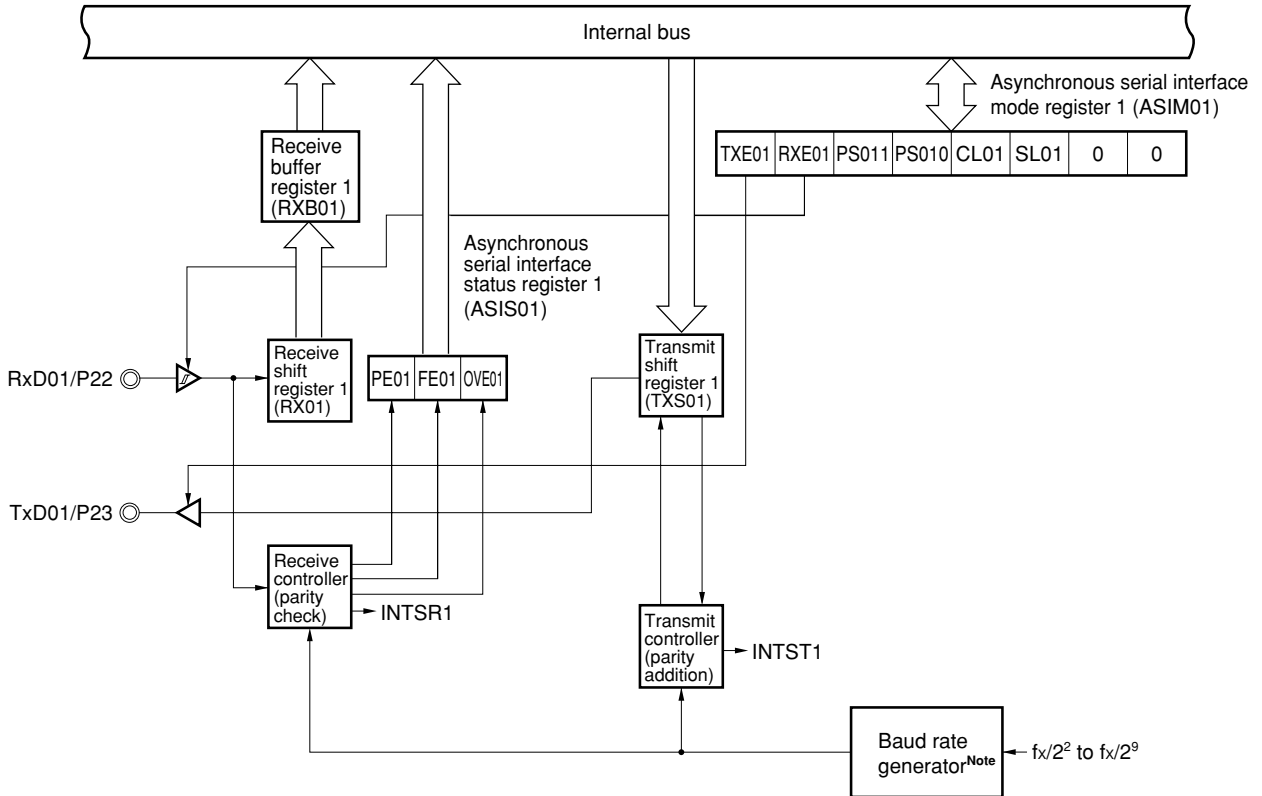 Internal bus
Asynchronous serial interface
mode register 1 (ASIM01)
Receive
buffer
register 1
(RXB01)
TXE01 RXE01 PS011 PS010 CL01 SL01 0 0
Asynchronous
serial interface
status register 1
(ASIS01)
RxD01/P22
Receive
shift
register 1
(RX01)
PE01 FE01 OVE01
Transmit
shift
register 1
(TXS01)
TxD01/P23
Receive
controller
(parity
check)
INTSR1
Transmit
controller
(parity
addition)
INTST1
Baud rate
generatorNote
fx/2² to fx/2⁹